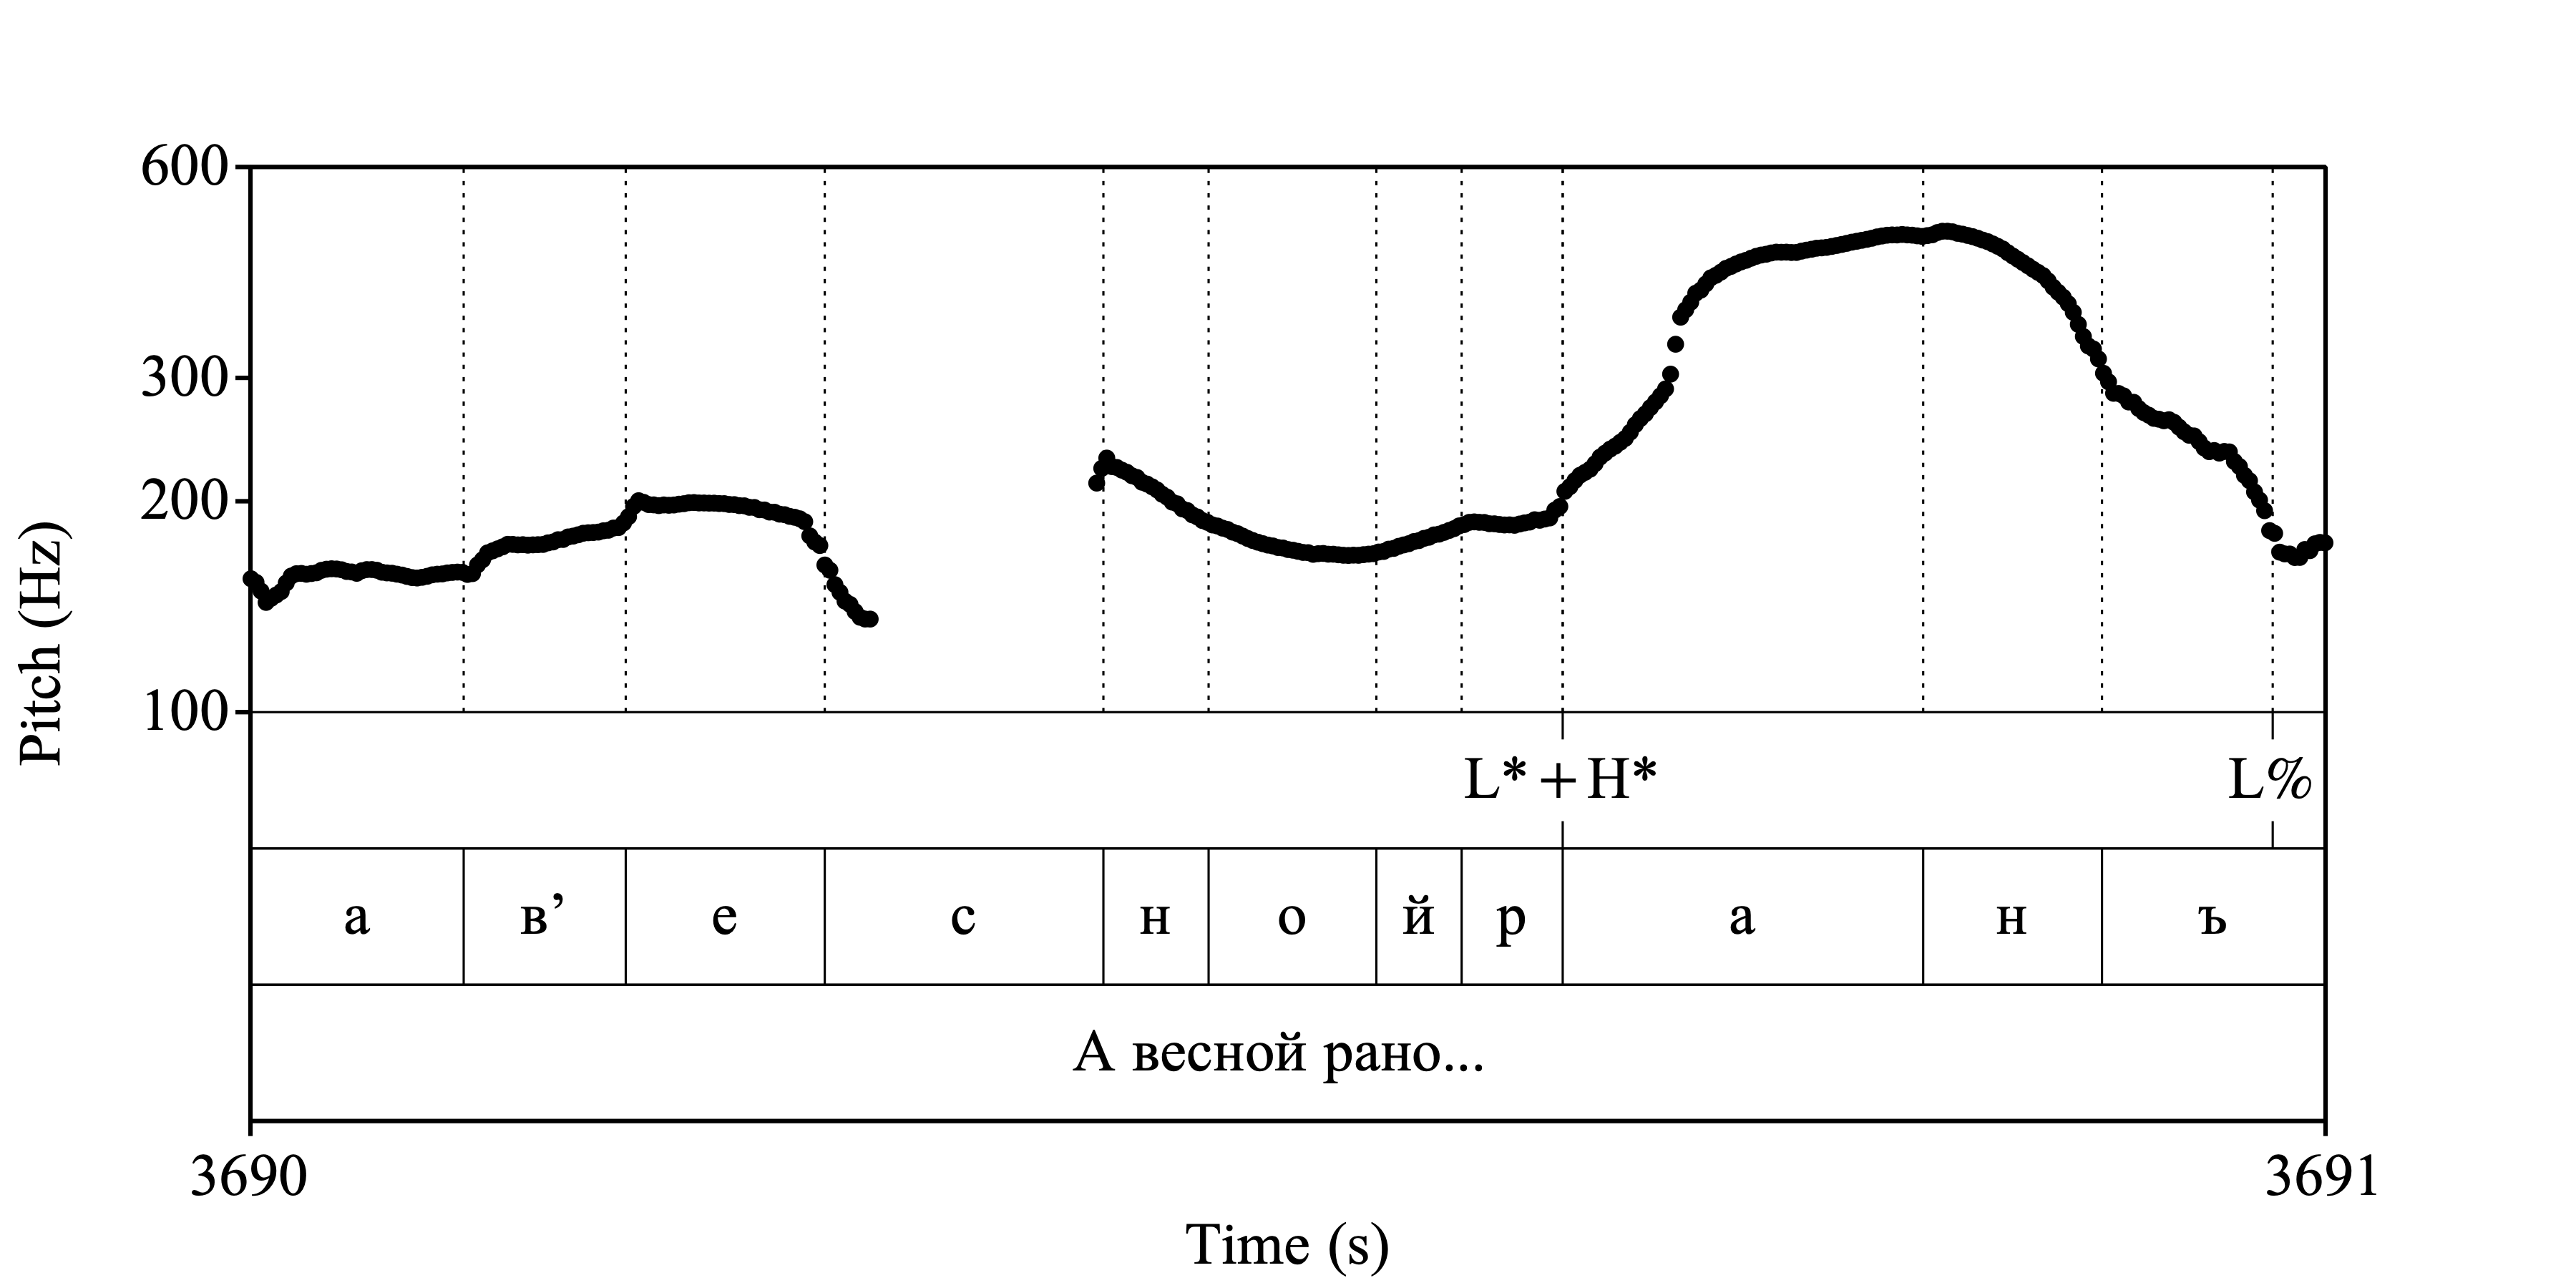 600
300
200
100
Pitch (Hz)
L* + H* L%
а в’ е с н о й р а н ъ
А весной рано...
3690 3691
Time (s)